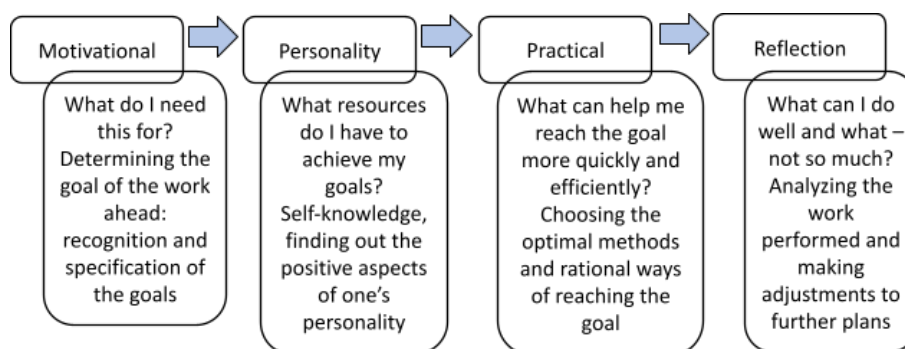 Motivational
What do I need
this for?
Determining the
goal of the work
ahead:
recognition and
specification of
the goals
Personality
What resources
do I have to
achieve my
goals?
Self-knowledge,
finding out the
positive aspects
of one’s
personality
Practical
What can help me
reach the goal
more quickly and
efficiently?
Choosing the
optimal methods
and rational ways
of reaching the
goal
Reflection
What can I do
well and what –
not so much?
Analyzing the
work
performed and
making
adjustments to
further plans